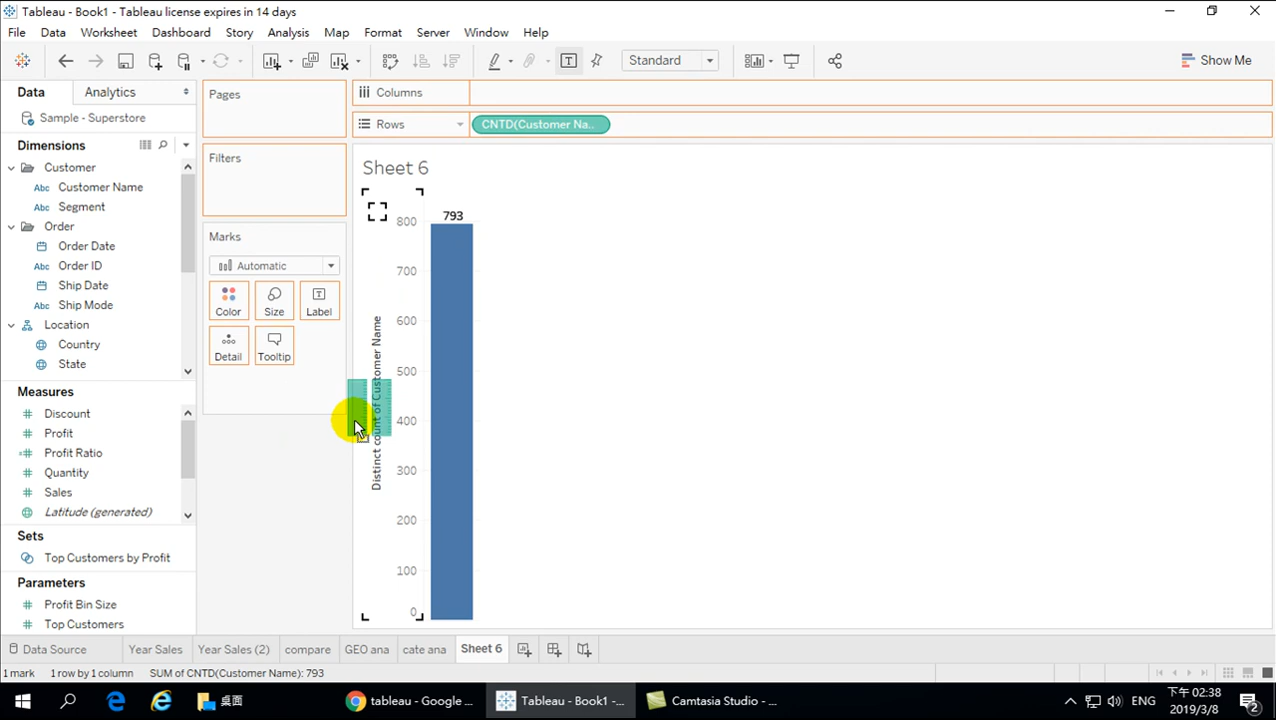 Tableau - Book1 - Tableau license expires in 14 days
File Data Worksheet Dashboard Story Analysis Map Format Server Window Help
Standard
Show Me
Data Analytics
Pages
Columns
Sample - Superstore
Rows
CNTD(Customer Na..
Dimensions
Filters
Customer
Abc Customer Name
Abc Segment
Order
Order Date
Abc Order ID
Ship Date
Abc Ship Mode
Location
Country
State
Measures
Discount
Profit
Profit Ratio
Quantity
Sales
Latitude (generated)
Sets
Top Customers by Profit
Parameters
Profit Bin Size
Top Customers
Marks
Automatic
Color Size Label
Detail Tooltip
Sheet 6
793
800
700
600
500
400
300
200
100
0
Distinct count of Customer Name
Data Source Year Sales Year Sales (2) compare GEO ana cate ana Sheet 6
1 mark 1 row by 1 column SUM of CNTD(Customer Name): 793
桌面
tableau - Google ...
Tableau - Book1 -...
Camtasia Studio - ...
ENG
下午 02:38
2019/3/8
2